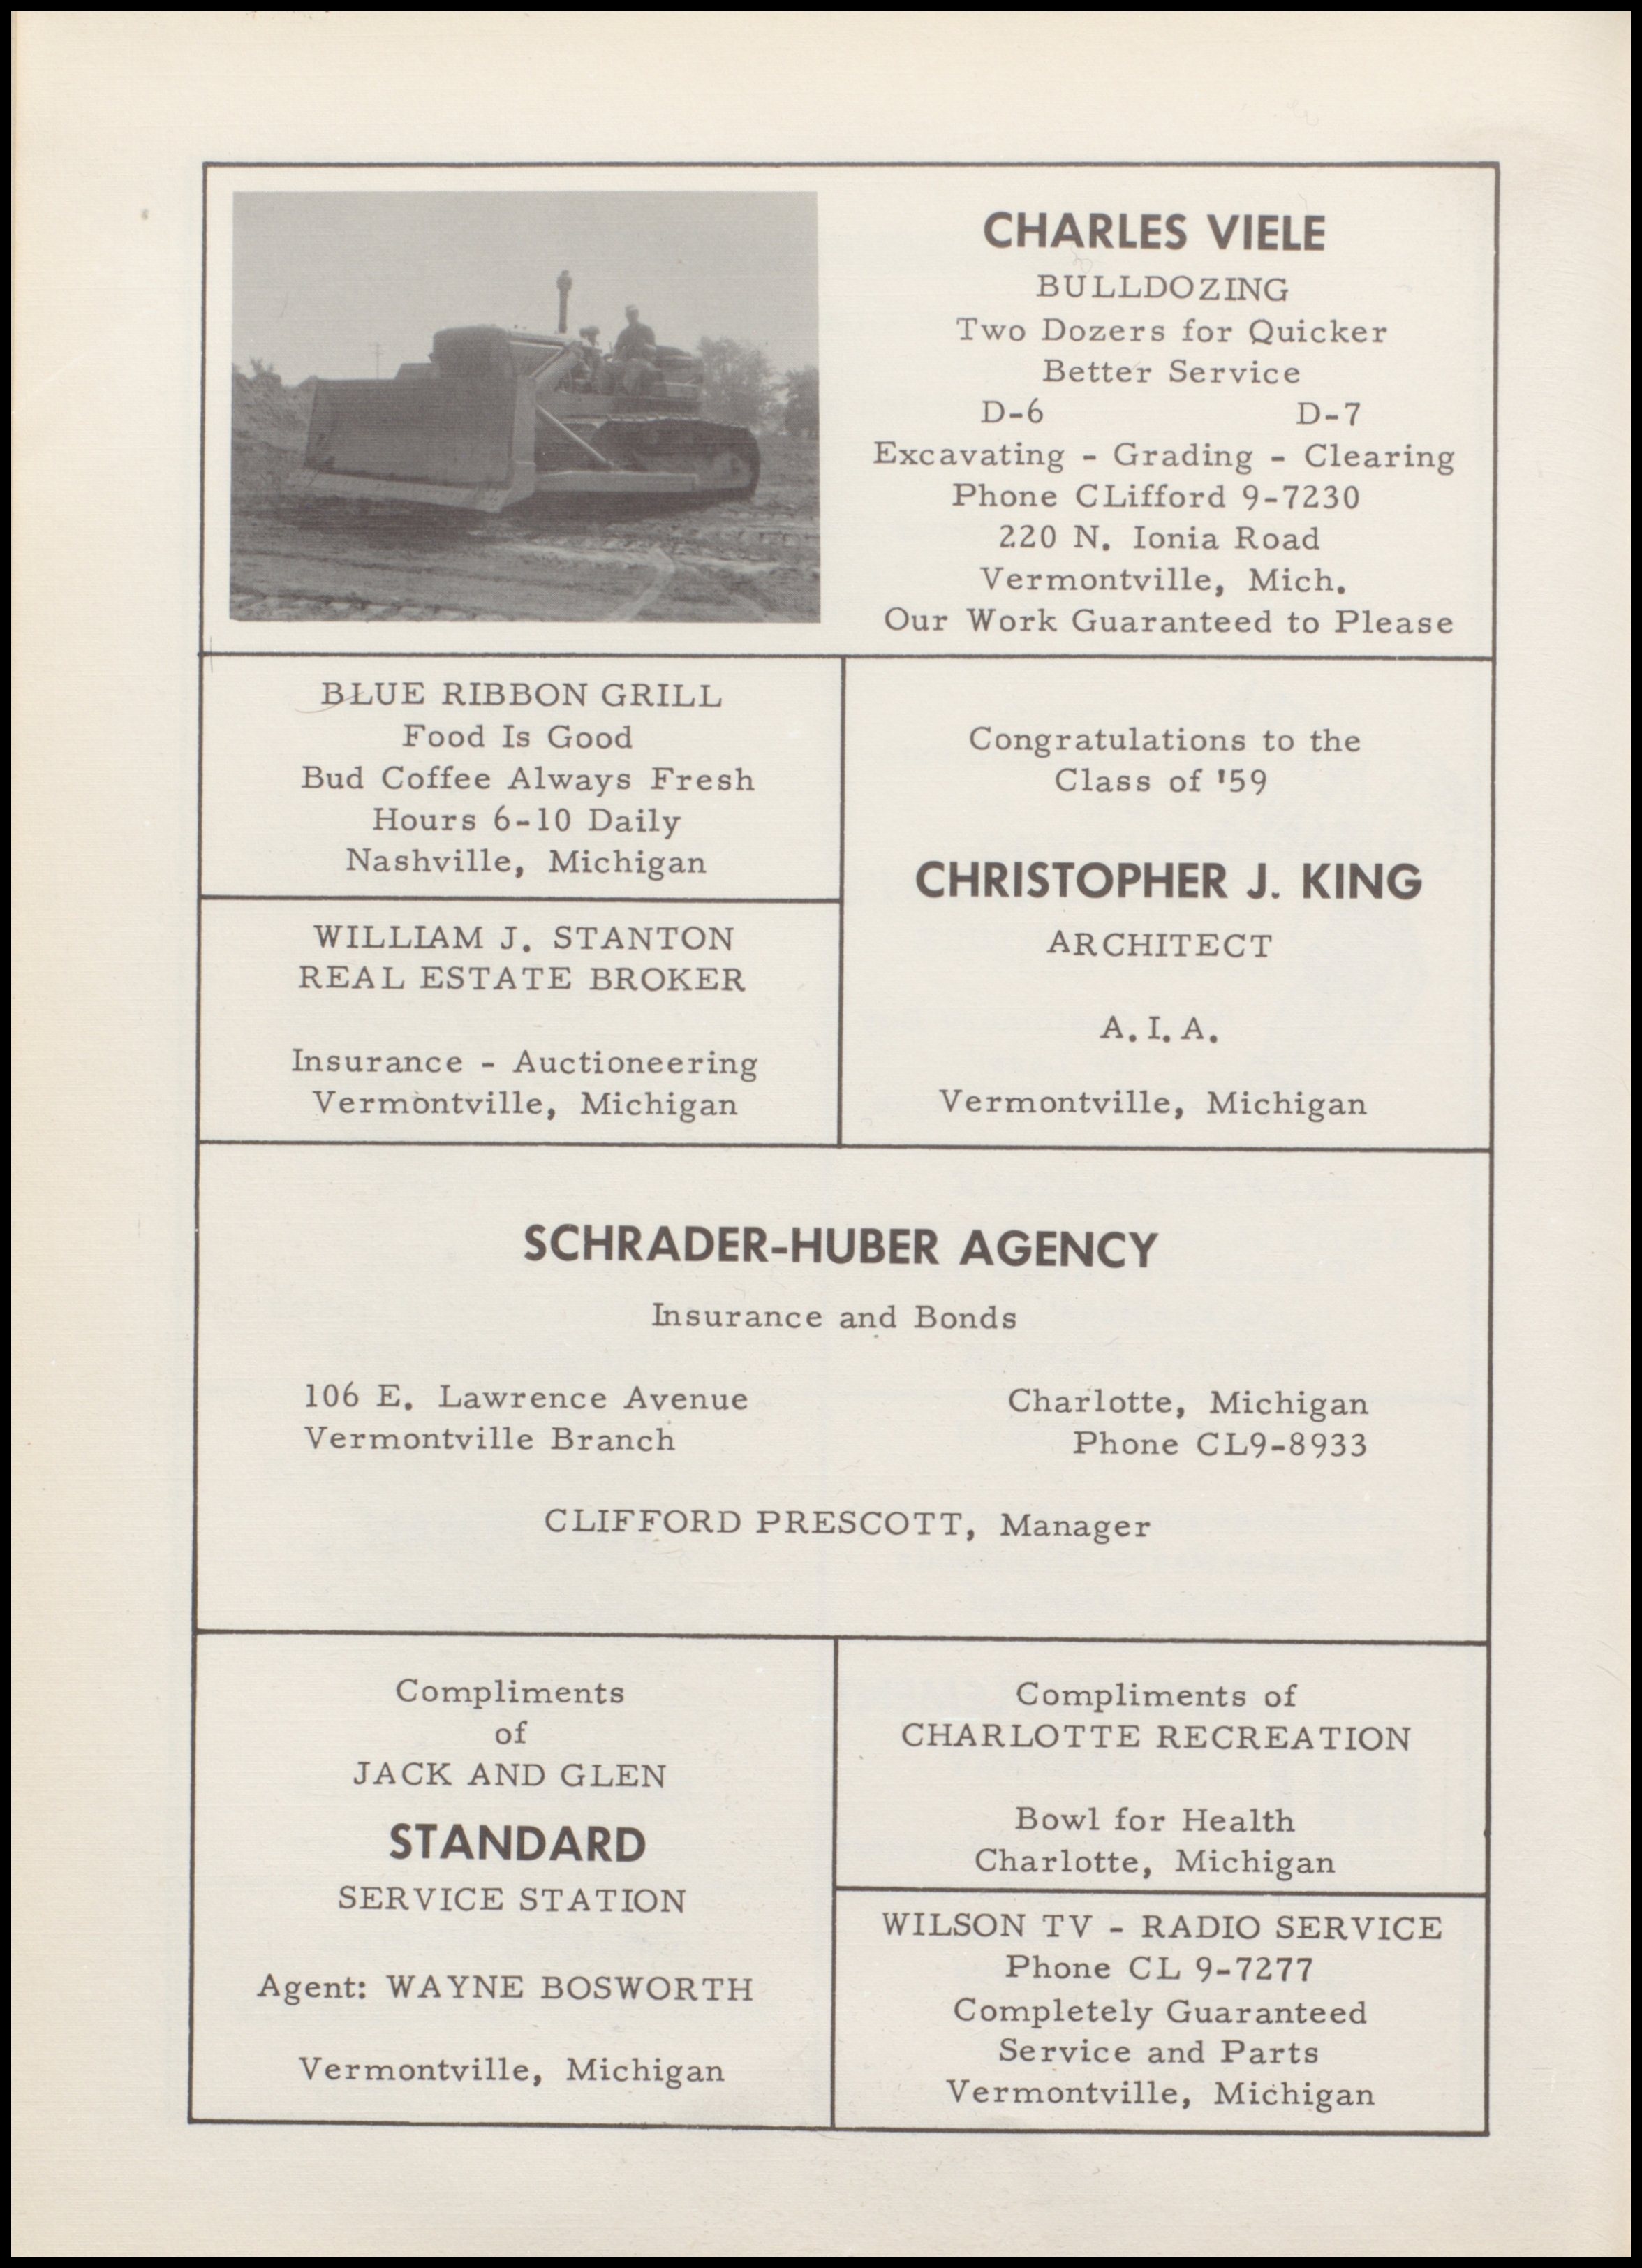 CHARLES VIELE
BULLDOZING
Two Dozers for Quicker
Better Service
D-6 D-7
Excavating - Grading - Clearing
Phone CLifford 9-7230
220 N. Ionia Road
Vermontville, Mich.
Our Work Guaranteed to Please
BLUE RIBBON GRILL
Food Is Good
Bud Coffee Always Fresh
Hours 6-10 Daily
Nashville, Michigan
WILLIAM J. STANTON
REAL ESTATE BROKER
Insurance - Auctioneering
Vermontville, Michigan
Congratulations to the
Class of '59
CHRISTOPHER J. KING
ARCHITECT
A. I. A.
Vermontville, Michigan
SCHRADER-HUBER AGENCY
Insurance and Bonds
106 E. Lawrence Avenue Charlotte, Michigan
Vermontville Branch Phone CL9-8933
CLIFFORD PRESCOTT, Manager
Compliments
of
JACK AND GLEN
STANDARD
SERVICE STATION
Agent: WAYNE BOSWORTH
Vermontville, Michigan
Compliments of
CHARLOTTE RECREATION
Bowl for Health
Charlotte, Michigan
WILSON TV - RADIO SERVICE
Phone CL 9-7277
Completely Guaranteed
Service and Parts
Vermontville, Michigan